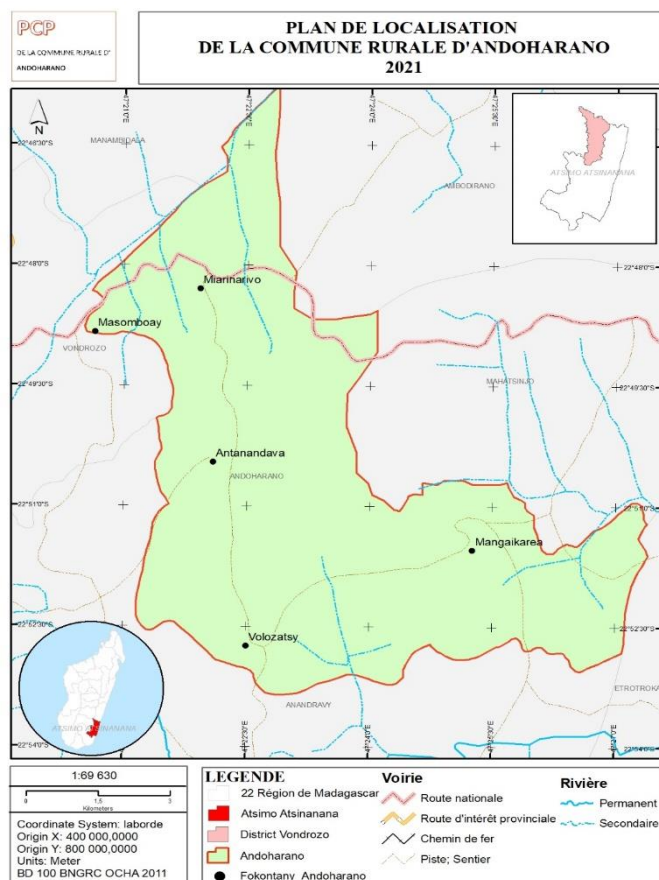 PCP
DE LA COMMUNE RURALE D'
ANDOHARANO
PLAN DE LOCALISATION
DE LA COMMUNE RURALE D'ANDOHARANO
2021
N
MANAMBIDALA
AMBODIRANO
ATSIMO ATSINANANA
22°46'30"S
22°48'0"S
22°48'0"S
Miarinarivo
Masomboay
VONDROZO
22°49'30"S
22°49'30"S
MAHATSINJO
Antanandava
ANDOHARANO
22°51'0"S
Mangaikarea
22°52'30"S
22°52'30"S
Volozatsy
ANANDRAVY
ETROTROKA
22°54'0"S
1:69 630
0 1,5 3
Kilometers
Coordinate System: laborde
Origin X: 400 000,0000
Origin Y: 800 000,0000
Units: Meter
BD 100 BNGRC OCHA 2011
LEGENDE
22 Région de Madagascar
Atsimo Atsinanana
District Vondrozo
Andoharano
Fokontany_Andoharano
Voirie
Route nationale
Route d'intérêt provinciale
Chemin de fer
Piste; Sentier
Rivière
Permanent
Secondaire